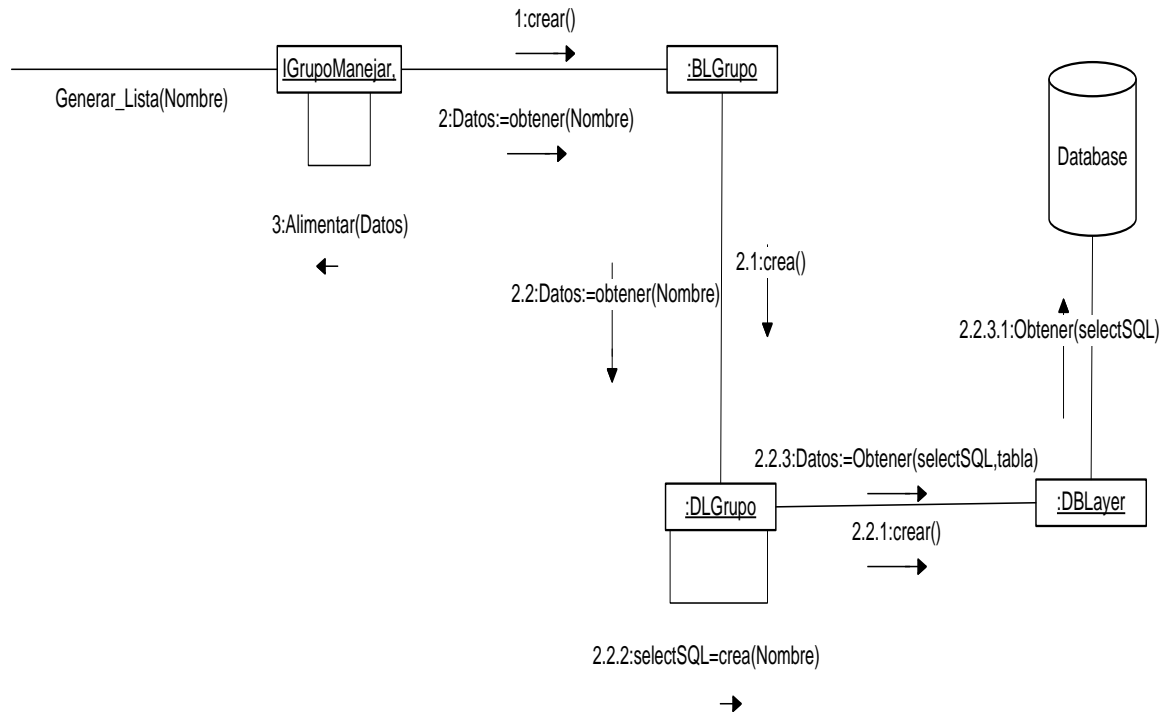 1:crear()
IGrupoManejar,
:BLGrupo
Generar_Lista(Nombre)
2:Datos:=obtener(Nombre)
Database
3:Alimentar(Datos)
2.1:crea()
2.2:Datos:=obtener(Nombre)
2.2.3.1:Obtener(selectSQL)
2.2.3:Datos:=Obtener(selectSQL,tabla)
:DLGrupo
:DBLayer
2.2.1:crear()
2.2.2:selectSQL=crea(Nombre)